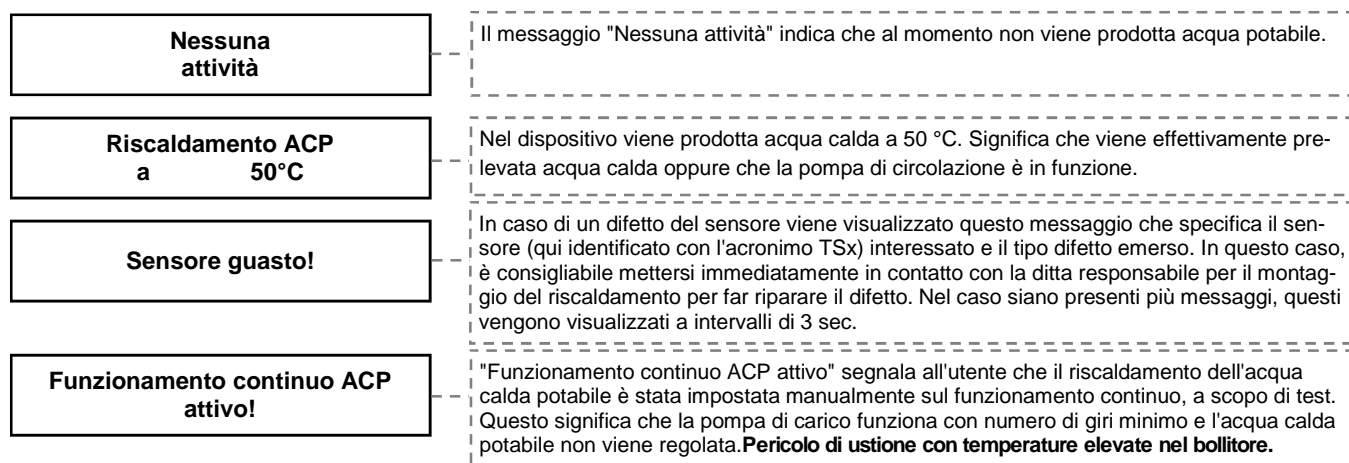 Nessuna
attività
Il messaggio "Nessuna attività" indica che al momento non viene prodotta acqua potabile.
Riscaldamento ACP
a 50°C
Nel dispositivo viene prodotta acqua calda a 50 °C. Significa che viene effettivamente pre-
levata acqua calda oppure che la pompa di circolazione è in funzione.
Sensore guasto!
In caso di un difetto del sensore viene visualizzato questo messaggio che specifica il sen-
sore (qui identificato con l'acronimo TSx) interessato e il tipo difetto emerso. In questo caso,
è consigliabile mettersi immediatamente in contatto con la ditta responsabile per il montag-
gio del riscaldamento per far riparare il difetto. Nel caso siano presenti più messaggi, questi
vengono visualizzati a intervalli di 3 sec.
Funzionamento continuo ACP
attivo!
"Funzionamento continuo ACP attivo" segnala all'utente che il riscaldamento dell'acqua
calda potabile è stata impostata manualmente sul funzionamento continuo, a scopo di test.
Questo significa che la pompa di carico funziona con numero di giri minimo e l'acqua calda
potabile non viene regolata.Pericolo di ustione con temperature elevate nel bollitore.